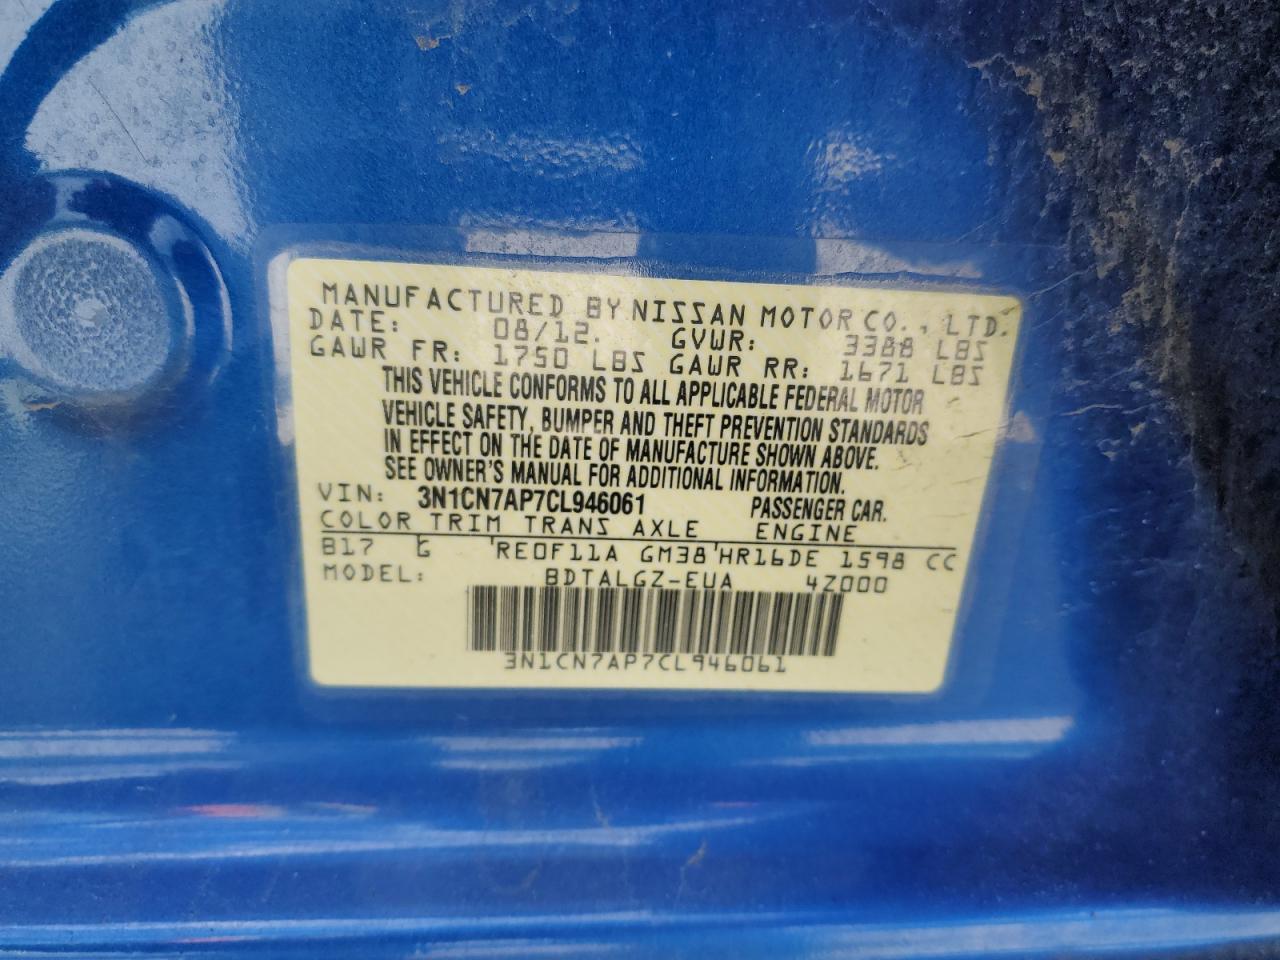 MANUFACTURED BY NISSAN MOTOR CO., LTD.
DATE: 08/12. GVWR: 3388 LBS
GAWR FR: 1750 LBS GAWR RR: 1671 LBS
THIS VEHICLE CONFORMS TO ALL APPLICABLE FEDERAL MOTOR
VEHICLE SAFETY, BUMPER AND THEFT PREVENTION STANDARDS
IN EFFECT ON THE DATE OF MANUFACTURE SHOWN ABOVE.
SEE OWNER'S MANUAL FOR ADDITIONAL INFORMATION.
VIN: 3N1CN7AP7CL946061 PASSENGER CAR.
COLOR TRIM TRANS AXLE ENGINE
B17 G RE0F11A GM38 HR16DE 1598 CC
MODEL: BDTALGZ-EUA 4Z000
3N1CN7AP7CL946061